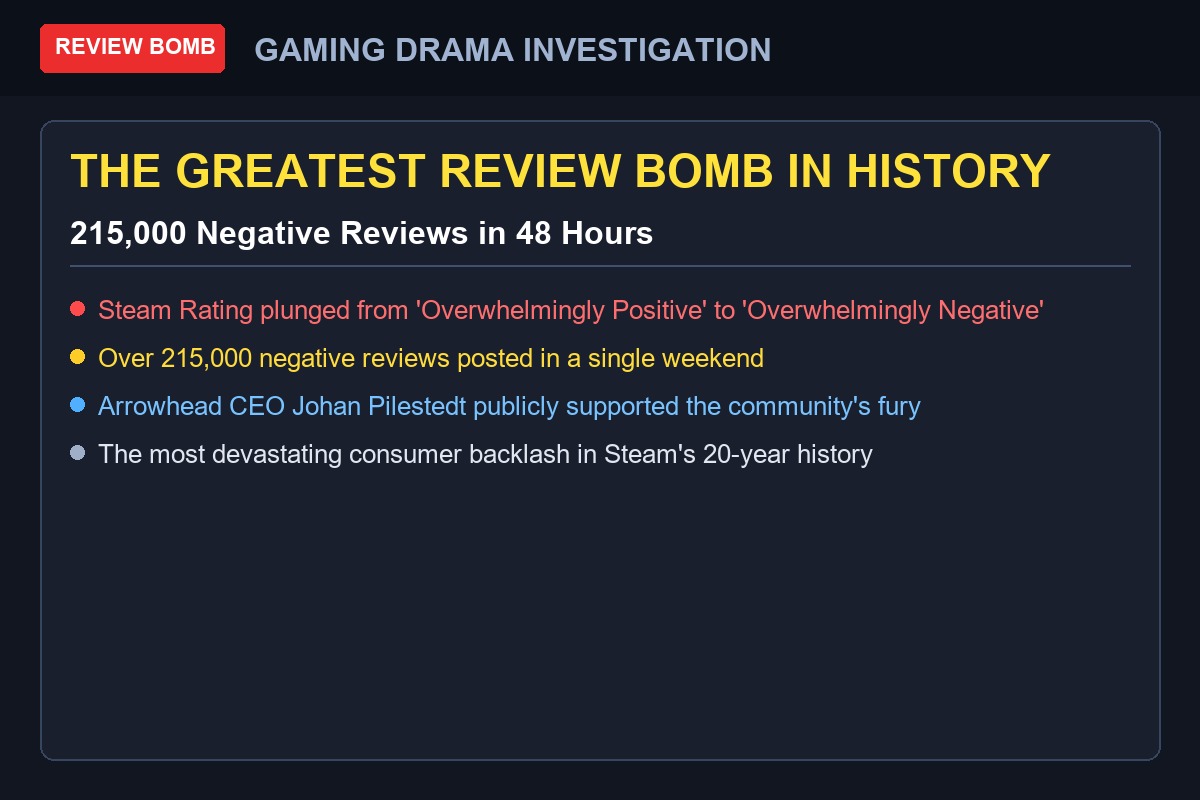 REVIEW BOMB
GAMING DRAMA INVESTIGATION
THE GREATEST REVIEW BOMB IN HISTORY
215,000 Negative Reviews in 48 Hours
Steam Rating plunged from 'Overwhelmingly Positive' to 'Overwhelmingly Negative'
Over 215,000 negative reviews posted in a single weekend
Arrowhead CEO Johan Pilestedt publicly supported the community's fury
The most devastating consumer backlash in Steam's 20-year history